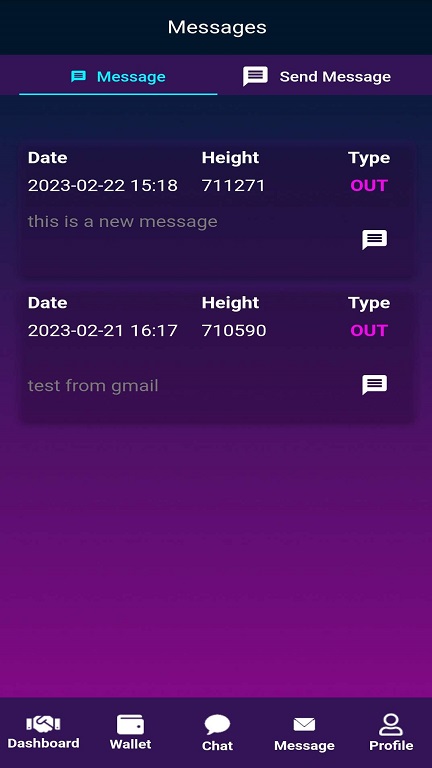 Messages
Message Send Message
Date Height Type
2023-02-22 15:18 711271 OUT
this is a new message
Date Height Type
2023-02-21 16:17 710590 OUT
test from gmail
Dashboard Wallet Chat Message Profile